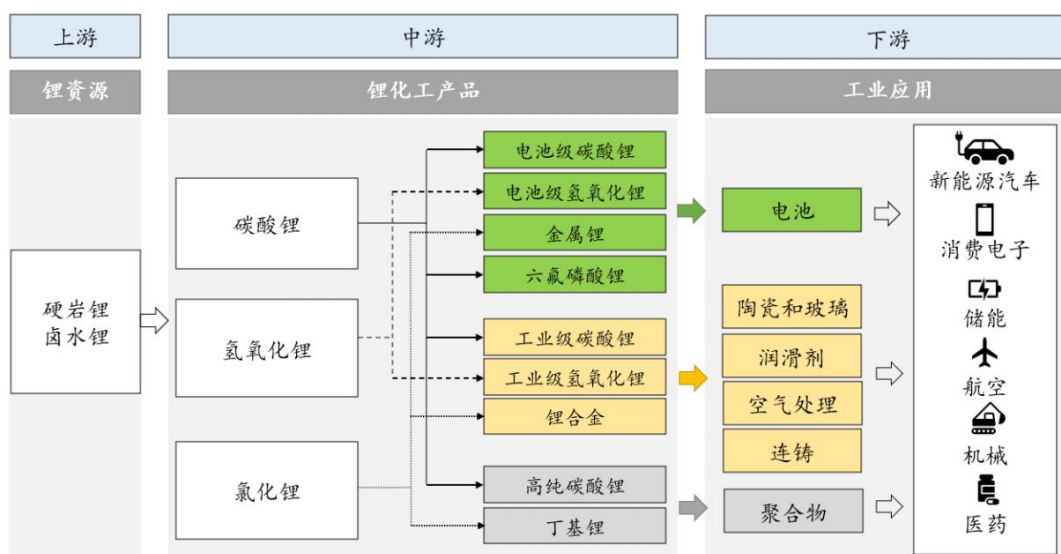 上游
中游
下游
锂资源
锂化工产品
工业应用
硬岩锂
卤水锂
碳酸锂
氢氧化锂
氯化锂
电池级碳酸锂
电池级氢氧化锂
金属锂
六氟磷酸锂
工业级碳酸锂
工业级氢氧化锂
锂合金
高纯碳酸锂
丁基锂
电池
陶瓷和玻璃
润滑剂
空气处理
连铸
聚合物
新能源汽车
消费电子
储能
航空
机械
医药